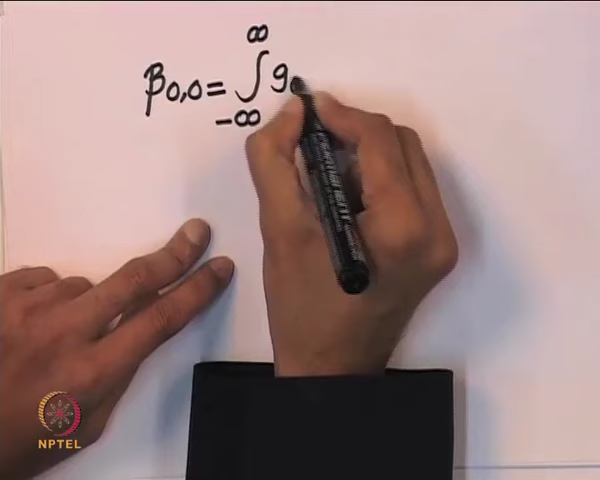 ∞
β0,0 = ∫ g
-∞
NPTEL